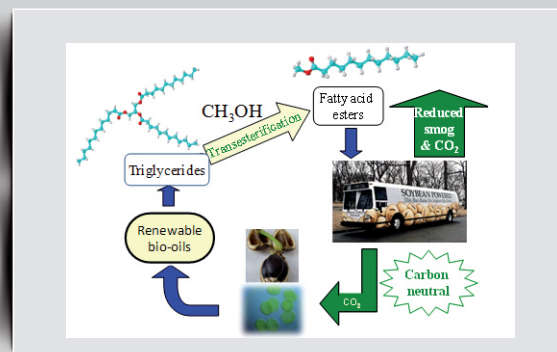 CH₃OH
Transesterification
Fatty acid
esters
Reduced
smog
& CO₂
Triglycerides
SOYBEAN POWERED
Renewable
bio-oils
Carbon
neutral
CO₂